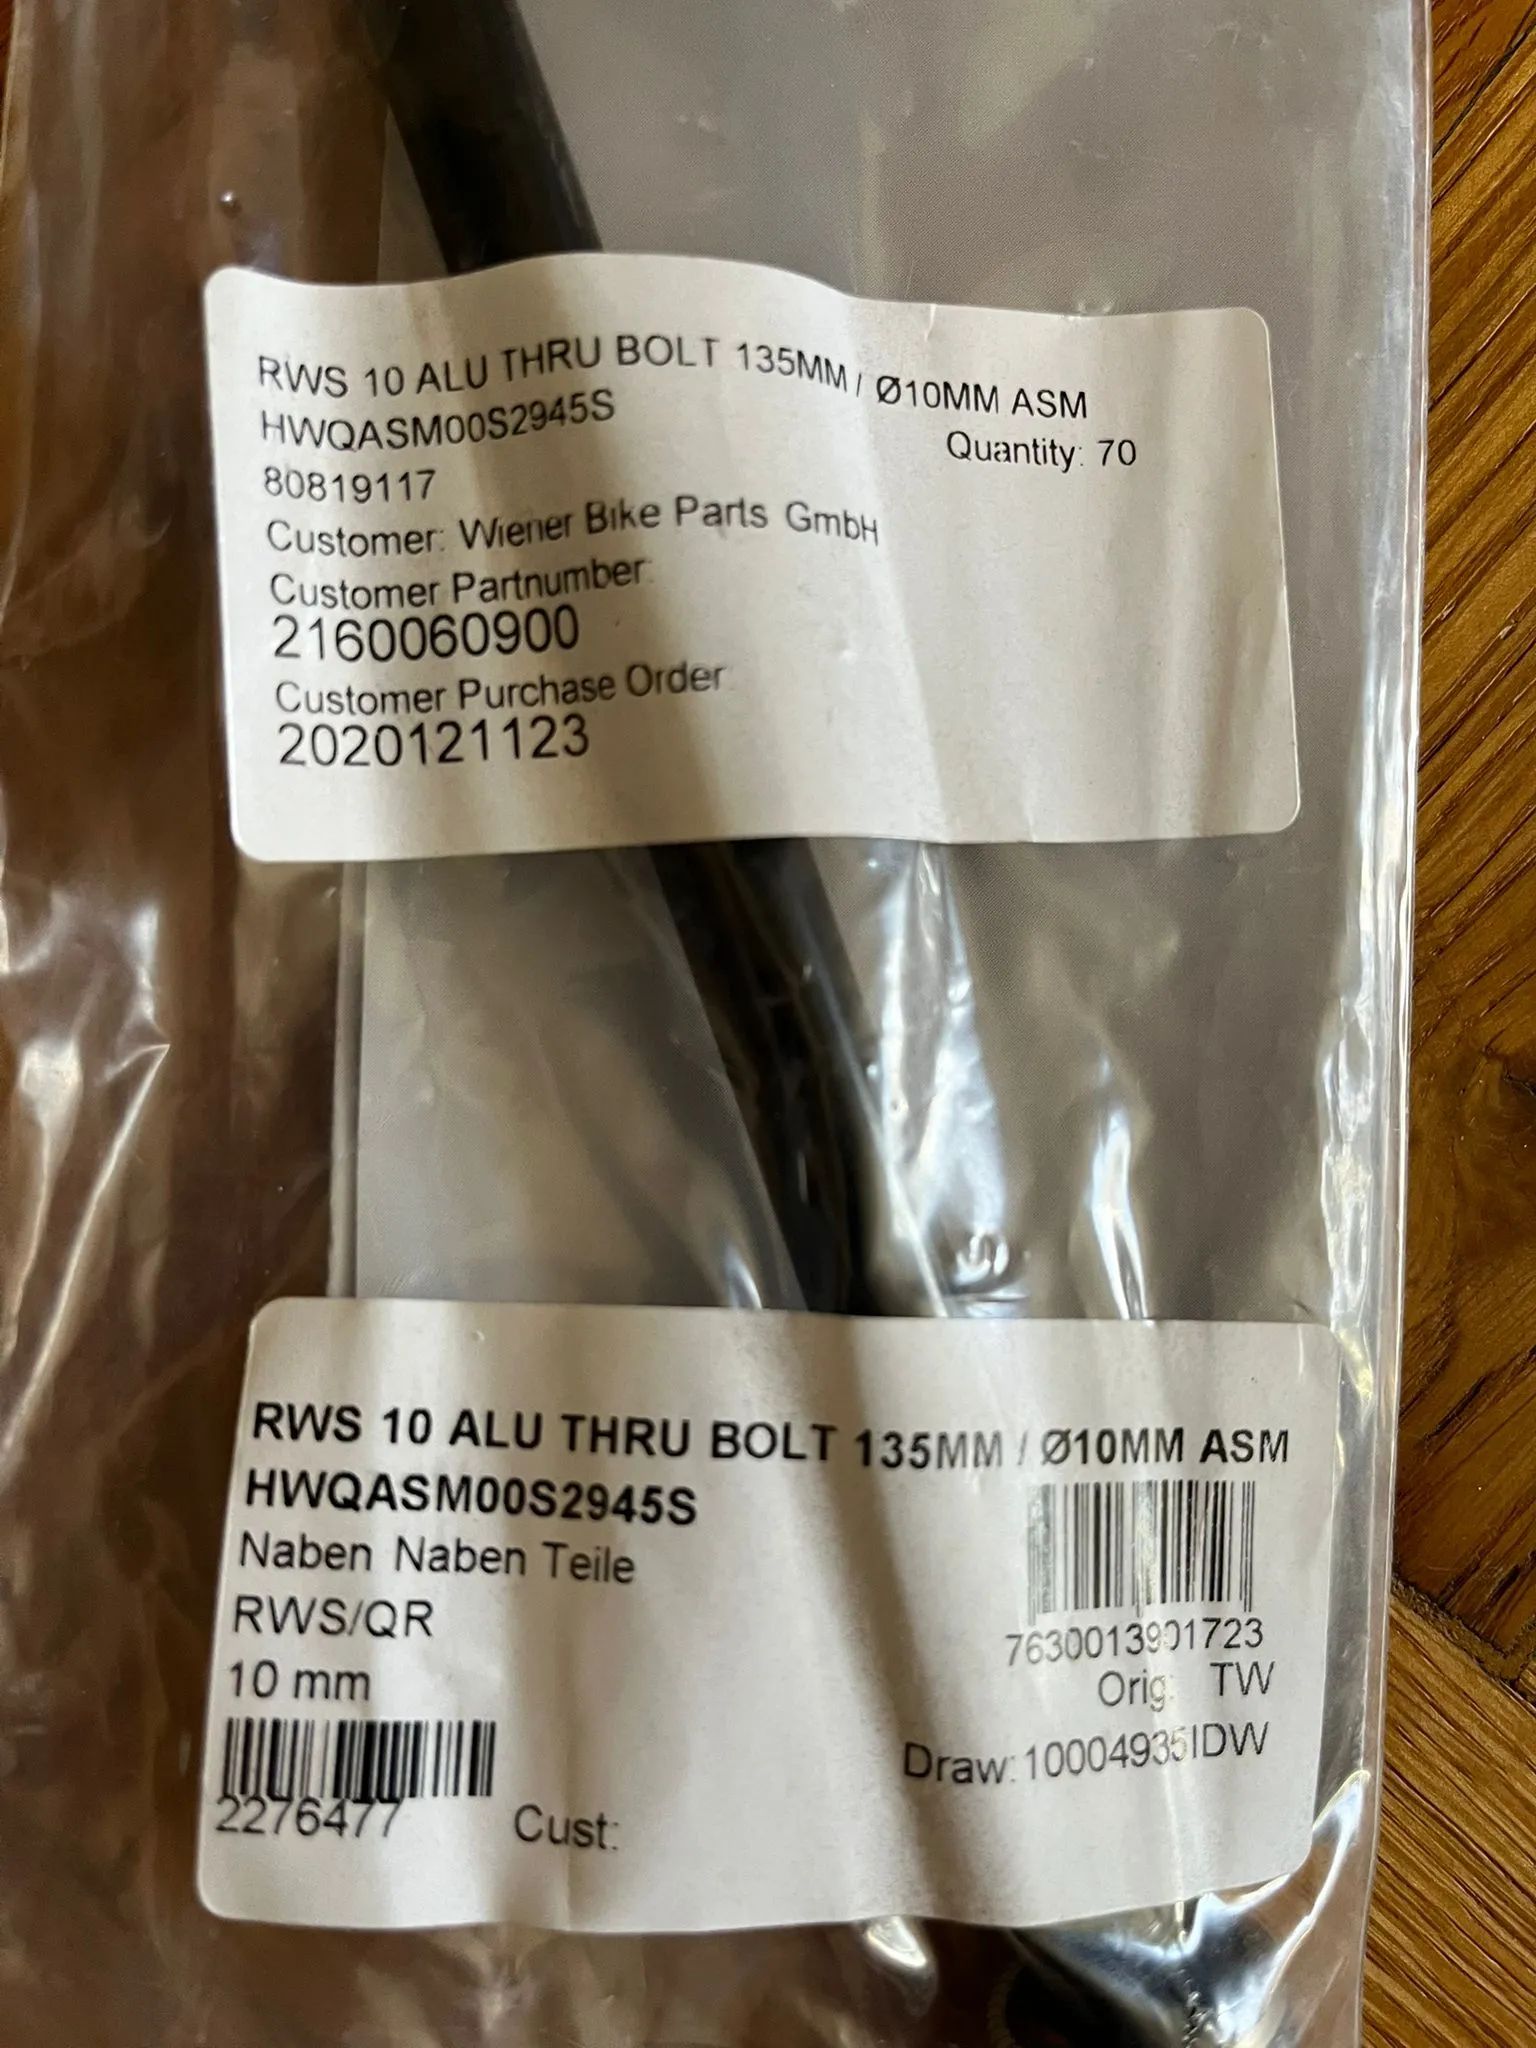 RWS 10 ALU THRU BOLT 135MM / Ø10MM ASM
HWQASM00S2945S
Quantity: 70
80819117
Customer: Wiener Bike Parts GmbH
Customer Partnumber:
2160060900
Customer Purchase Order
2020121123
RWS 10 ALU THRU BOLT 135MM / Ø10MM ASM
HWQASM00S2945S
Naben Naben Teile
RWS/QR
7630013901723
10 mm
Orig: TW
Draw: 10004935IDW
2276477
Cust: